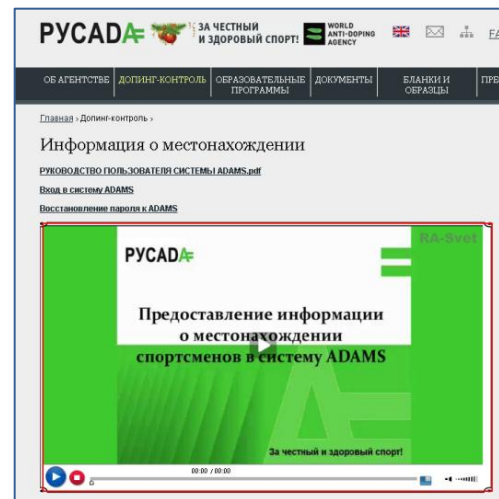 РУСАДА
ЗА ЧЕСТНЫЙ
И ЗДОРОВЫЙ СПОРТ!
WORLD
ANTI-DOPING
AGENCY
ОБ АГЕНТСТВЕ ДОПИНГ-КОНТРОЛЬ ОБРАЗОВАТЕЛЬНЫЕ ПРОГРАММЫ ДОКУМЕНТЫ БЛАНКИ И ОБРАЗЦЫ
Главная › Допинг-контроль ›
Информация о местонахождении
РУКОВОДСТВО ПОЛЬЗОВАТЕЛЯ СИСТЕМЫ ADAMS.pdf
Вход в систему ADAMS
Восстановление пароля к ADAMS
RA-Svet
РУСАДА
Предоставление информации
о местонахождении
спортсменов в систему ADAMS
За честный и здоровый спорт!
00:00 / 00:00